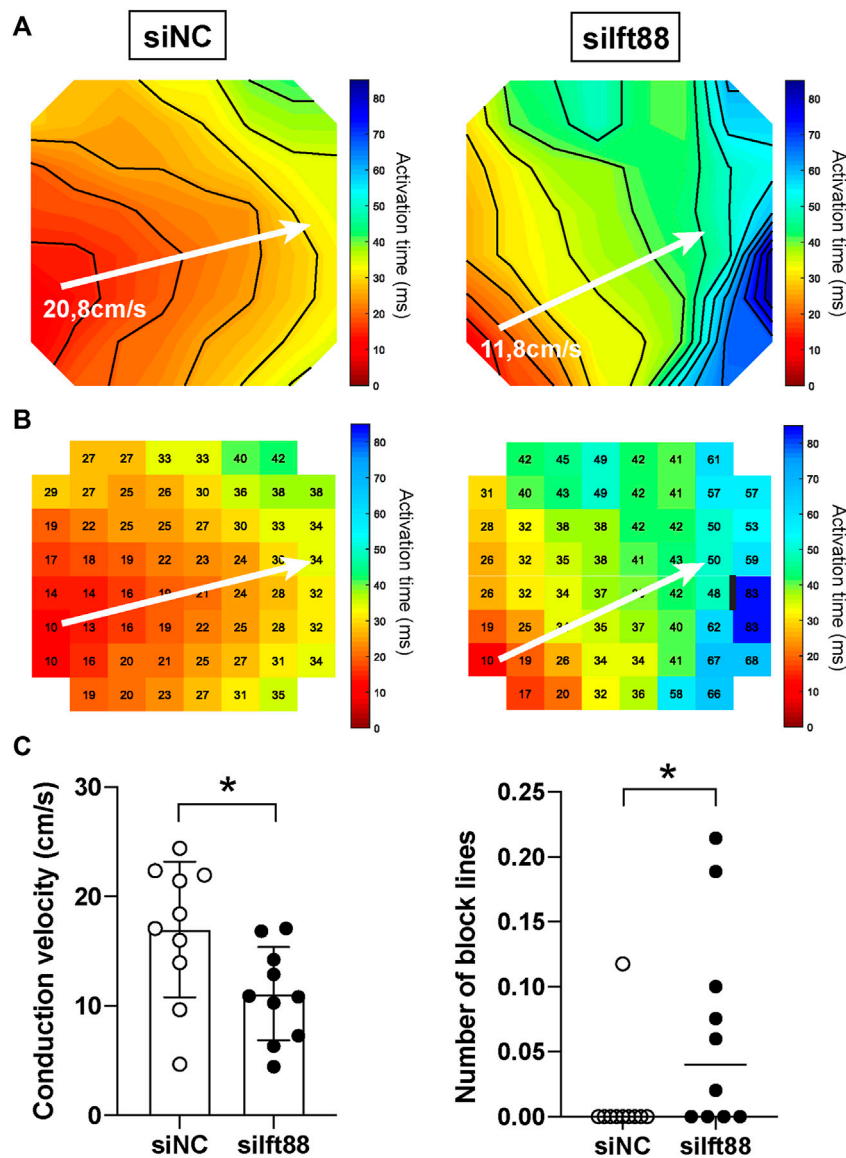 A
siNC
80
70
60
50
40
30
20
10
0
Activation time (ms)
20,8cm/s
siIft88
80
70
60
50
40
30
20
10
0
Activation time (ms)
11,8cm/s
B
27 27 33 33 40 42
29 27 25 26 30 36 38 38
19 22 25 25 27 30 33 34
17 18 19 22 23 24 30 34
14 14 16 19 21 24 28 32
10 13 16 19 22 25 28 32
10 16 20 21 25 27 31 34
19 20 23 27 31 35
80
70
60
50
40
30
20
10
0
Activation time (ms)
42 45 49 42 41 61
31 40 43 49 42 41 57 57
28 32 38 38 42 42 50 53
26 32 35 38 41 43 50 59
26 32 34 37 42 48 83
19 25 35 37 40 62 83
10 19 26 34 34 41 67 68
17 20 32 36 58 66
80
70
60
50
40
30
20
10
0
Activation time (ms)
C
Conduction velocity (cm/s)
30
20
10
0
*
siNC siIft88
Number of block lines
0.25
0.20
0.15
0.10
0.05
0.00
*
siNC siIft88